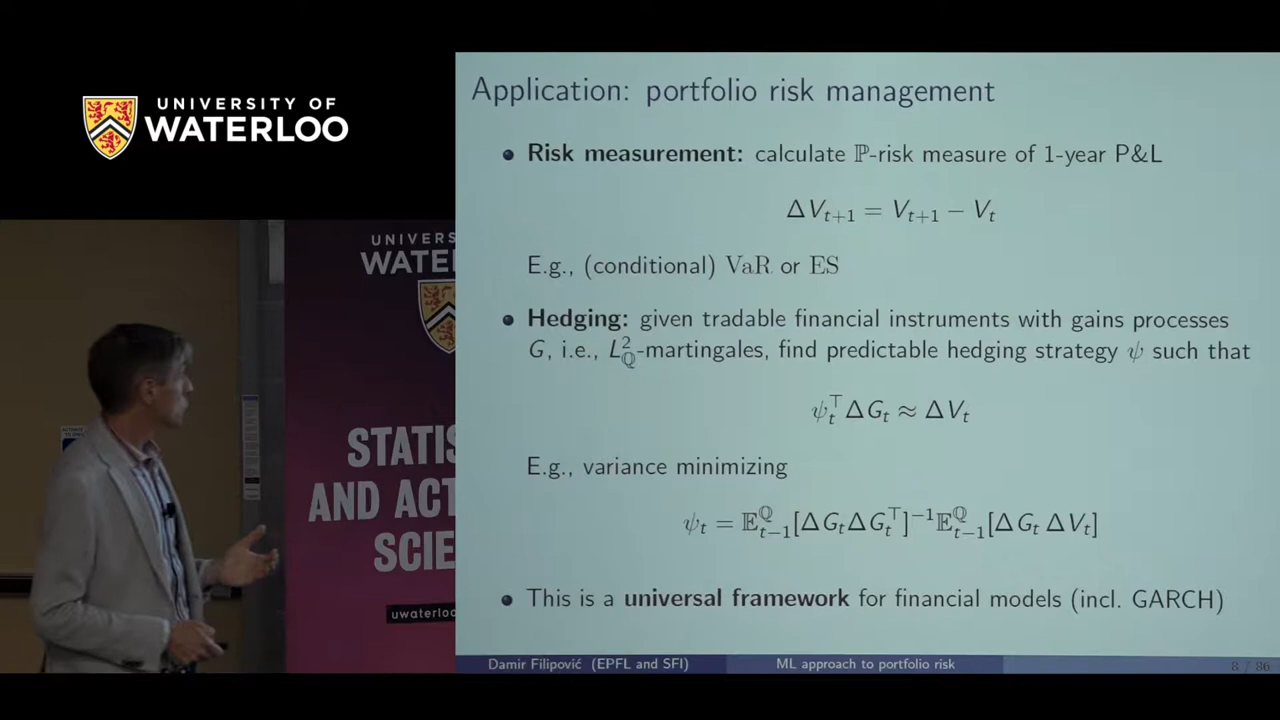 UNIVERSITY OF
WATERLOO
Application: portfolio risk management
• Risk measurement: calculate ℙ-risk measure of 1-year P&L
ΔV_{t+1} = V_{t+1} − V_t
E.g., (conditional) VaR or ES
• Hedging: given tradable financial instruments with gains processes
G, i.e., L²_ℚ-martingales, find predictable hedging strategy ψ such that
ψ_t^⊤ΔG_t ≈ ΔV_t
E.g., variance minimizing
ψ_t = 𝔼^ℚ_{t−1}[ΔG_tΔG_t^⊤]^{−1}𝔼^ℚ_{t−1}[ΔG_t ΔV_t]
• This is a universal framework for financial models (incl. GARCH)
Damir Filipović (EPFL and SFI) ML approach to portfolio risk 8 / 86
UNIVERS
WATE
STATIS
AND ACT
SCIE
uwaterloo